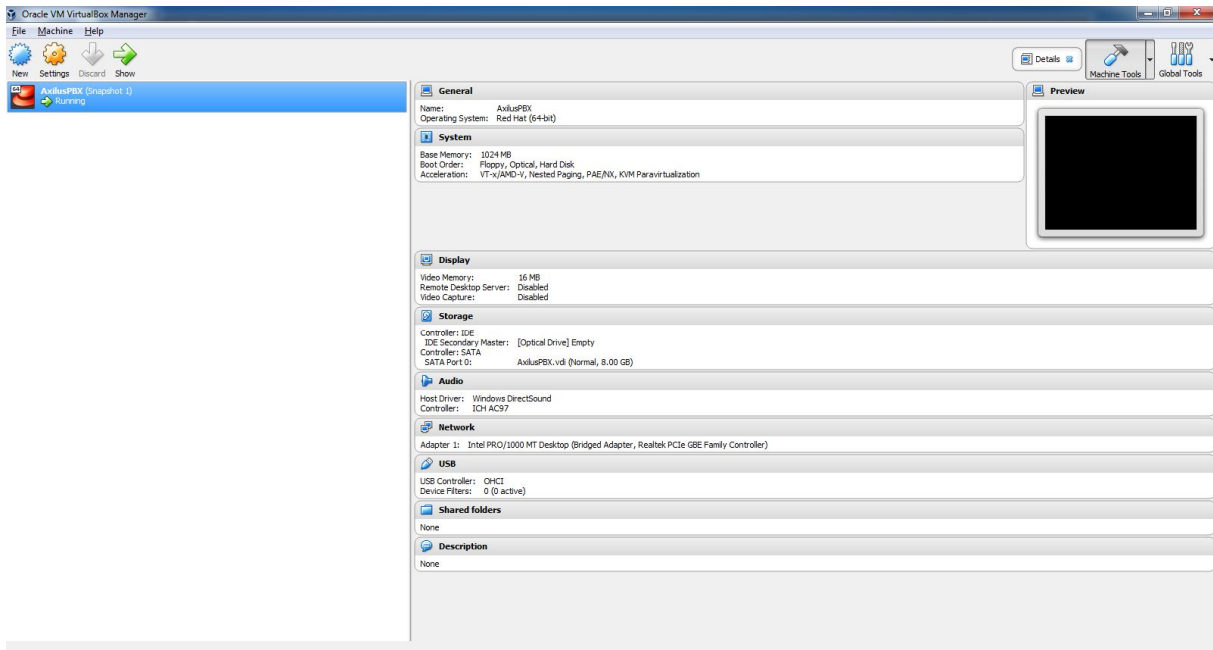 Oracle VM VirtualBox Manager
File Machine Help
New Settings Discard Show
Details
Machine Tools
Global Tools
64
AxilusPBX (Snapshot 1)
Running
General
Name: AxilusPBX
Operating System: Red Hat (64-bit)
Preview
System
Base Memory: 1024 MB
Boot Order: Floppy, Optical, Hard Disk
Acceleration: VT-x/AMD-V, Nested Paging, PAE/NX, KVM Paravirtualization
Display
Video Memory: 16 MB
Remote Desktop Server: Disabled
Video Capture: Disabled
Storage
Controller: IDE
IDE Secondary Master: [Optical Drive] Empty
Controller: SATA
SATA Port 0: AxilusPBX.vdi (Normal, 8.00 GB)
Audio
Host Driver: Windows DirectSound
Controller: ICH AC97
Network
Adapter 1: Intel PRO/1000 MT Desktop (Bridged Adapter, Realtek PCIe GBE Family Controller)
USB
USB Controller: OHCI
Device Filters: 0 (0 active)
Shared folders
None
Description
None